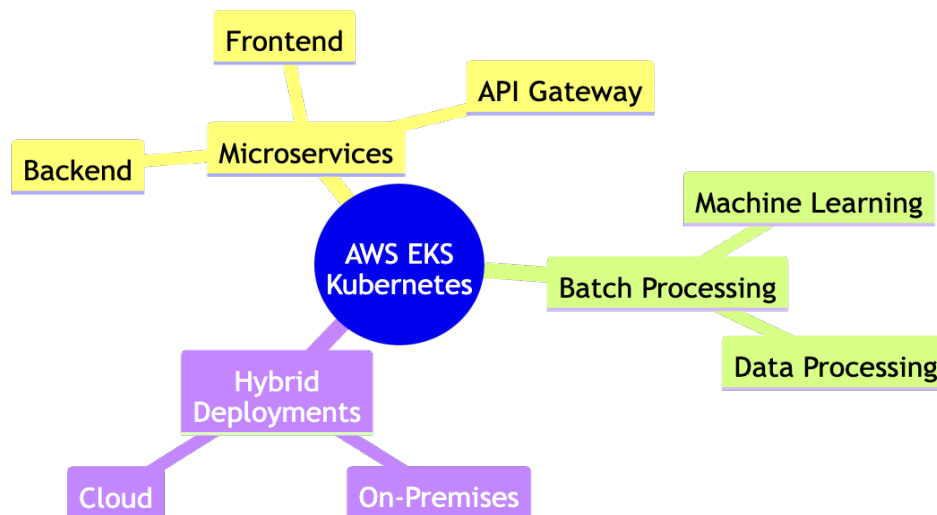 Frontend
API Gateway
Microservices
Backend
Machine Learning
AWS EKS
Kubernetes
Batch Processing
Data Processing
Hybrid
Deployments
Cloud
On-Premises